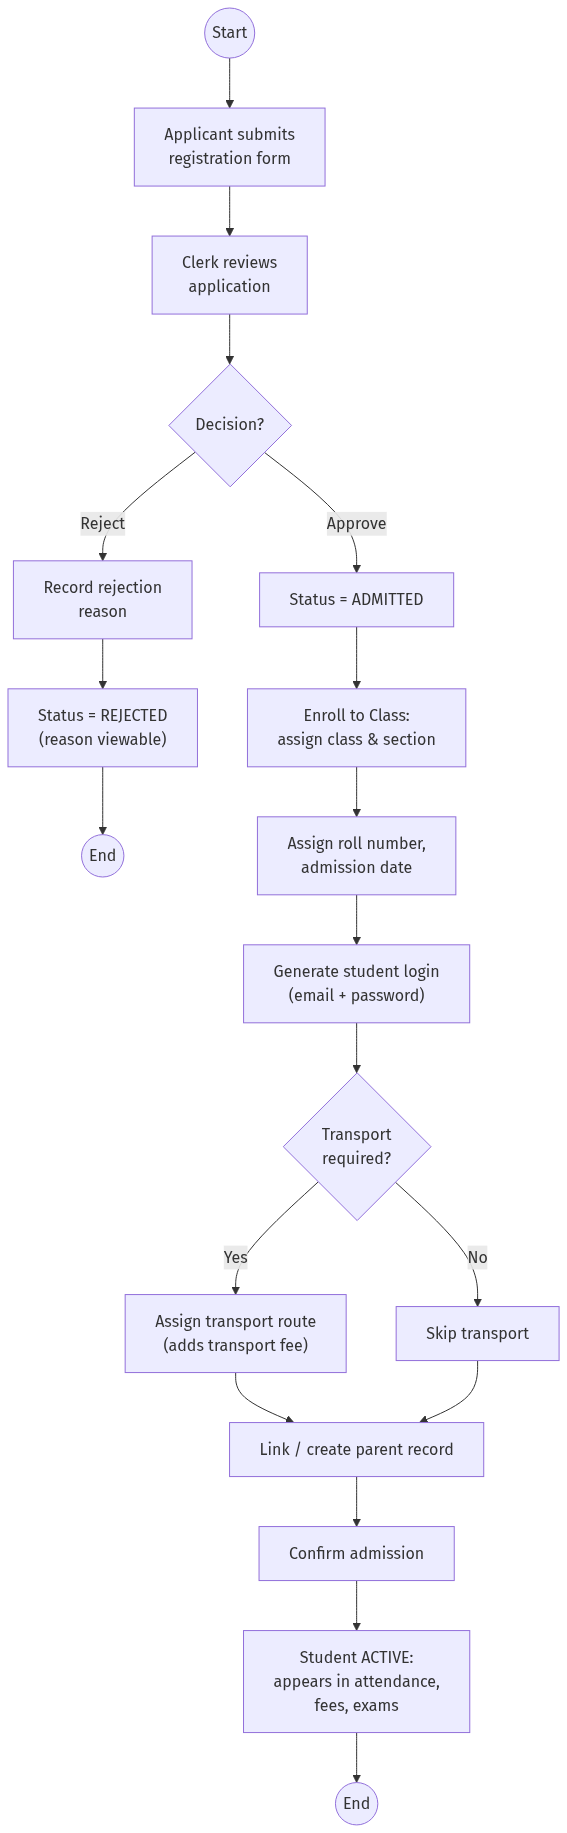 Start
Applicant submits
registration form
Clerk reviews
application
Decision?
Reject
Approve
Record rejection
reason
Status = ADMITTED
Status = REJECTED
(reason viewable)
Enroll to Class:
assign class & section
End
Assign roll number,
admission date
Generate student login
(email + password)
Transport
required?
Yes
No
Assign transport route
(adds transport fee)
Skip transport
Link / create parent record
Confirm admission
Student ACTIVE:
appears in attendance,
fees, exams
End